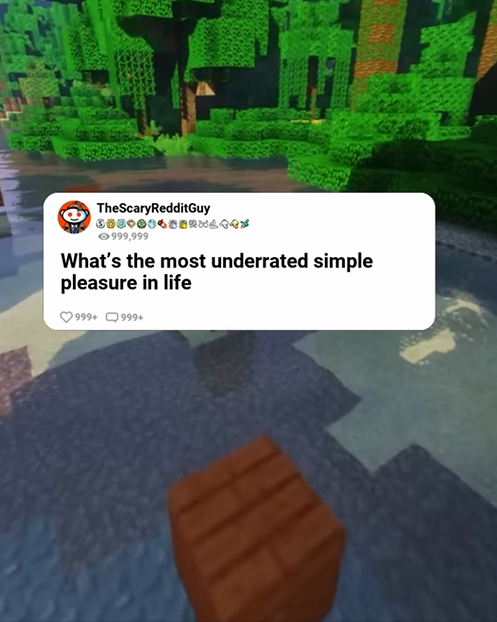 TheScaryRedditGuy
999,999
What's the most underrated simple
pleasure in life
999+ 999+